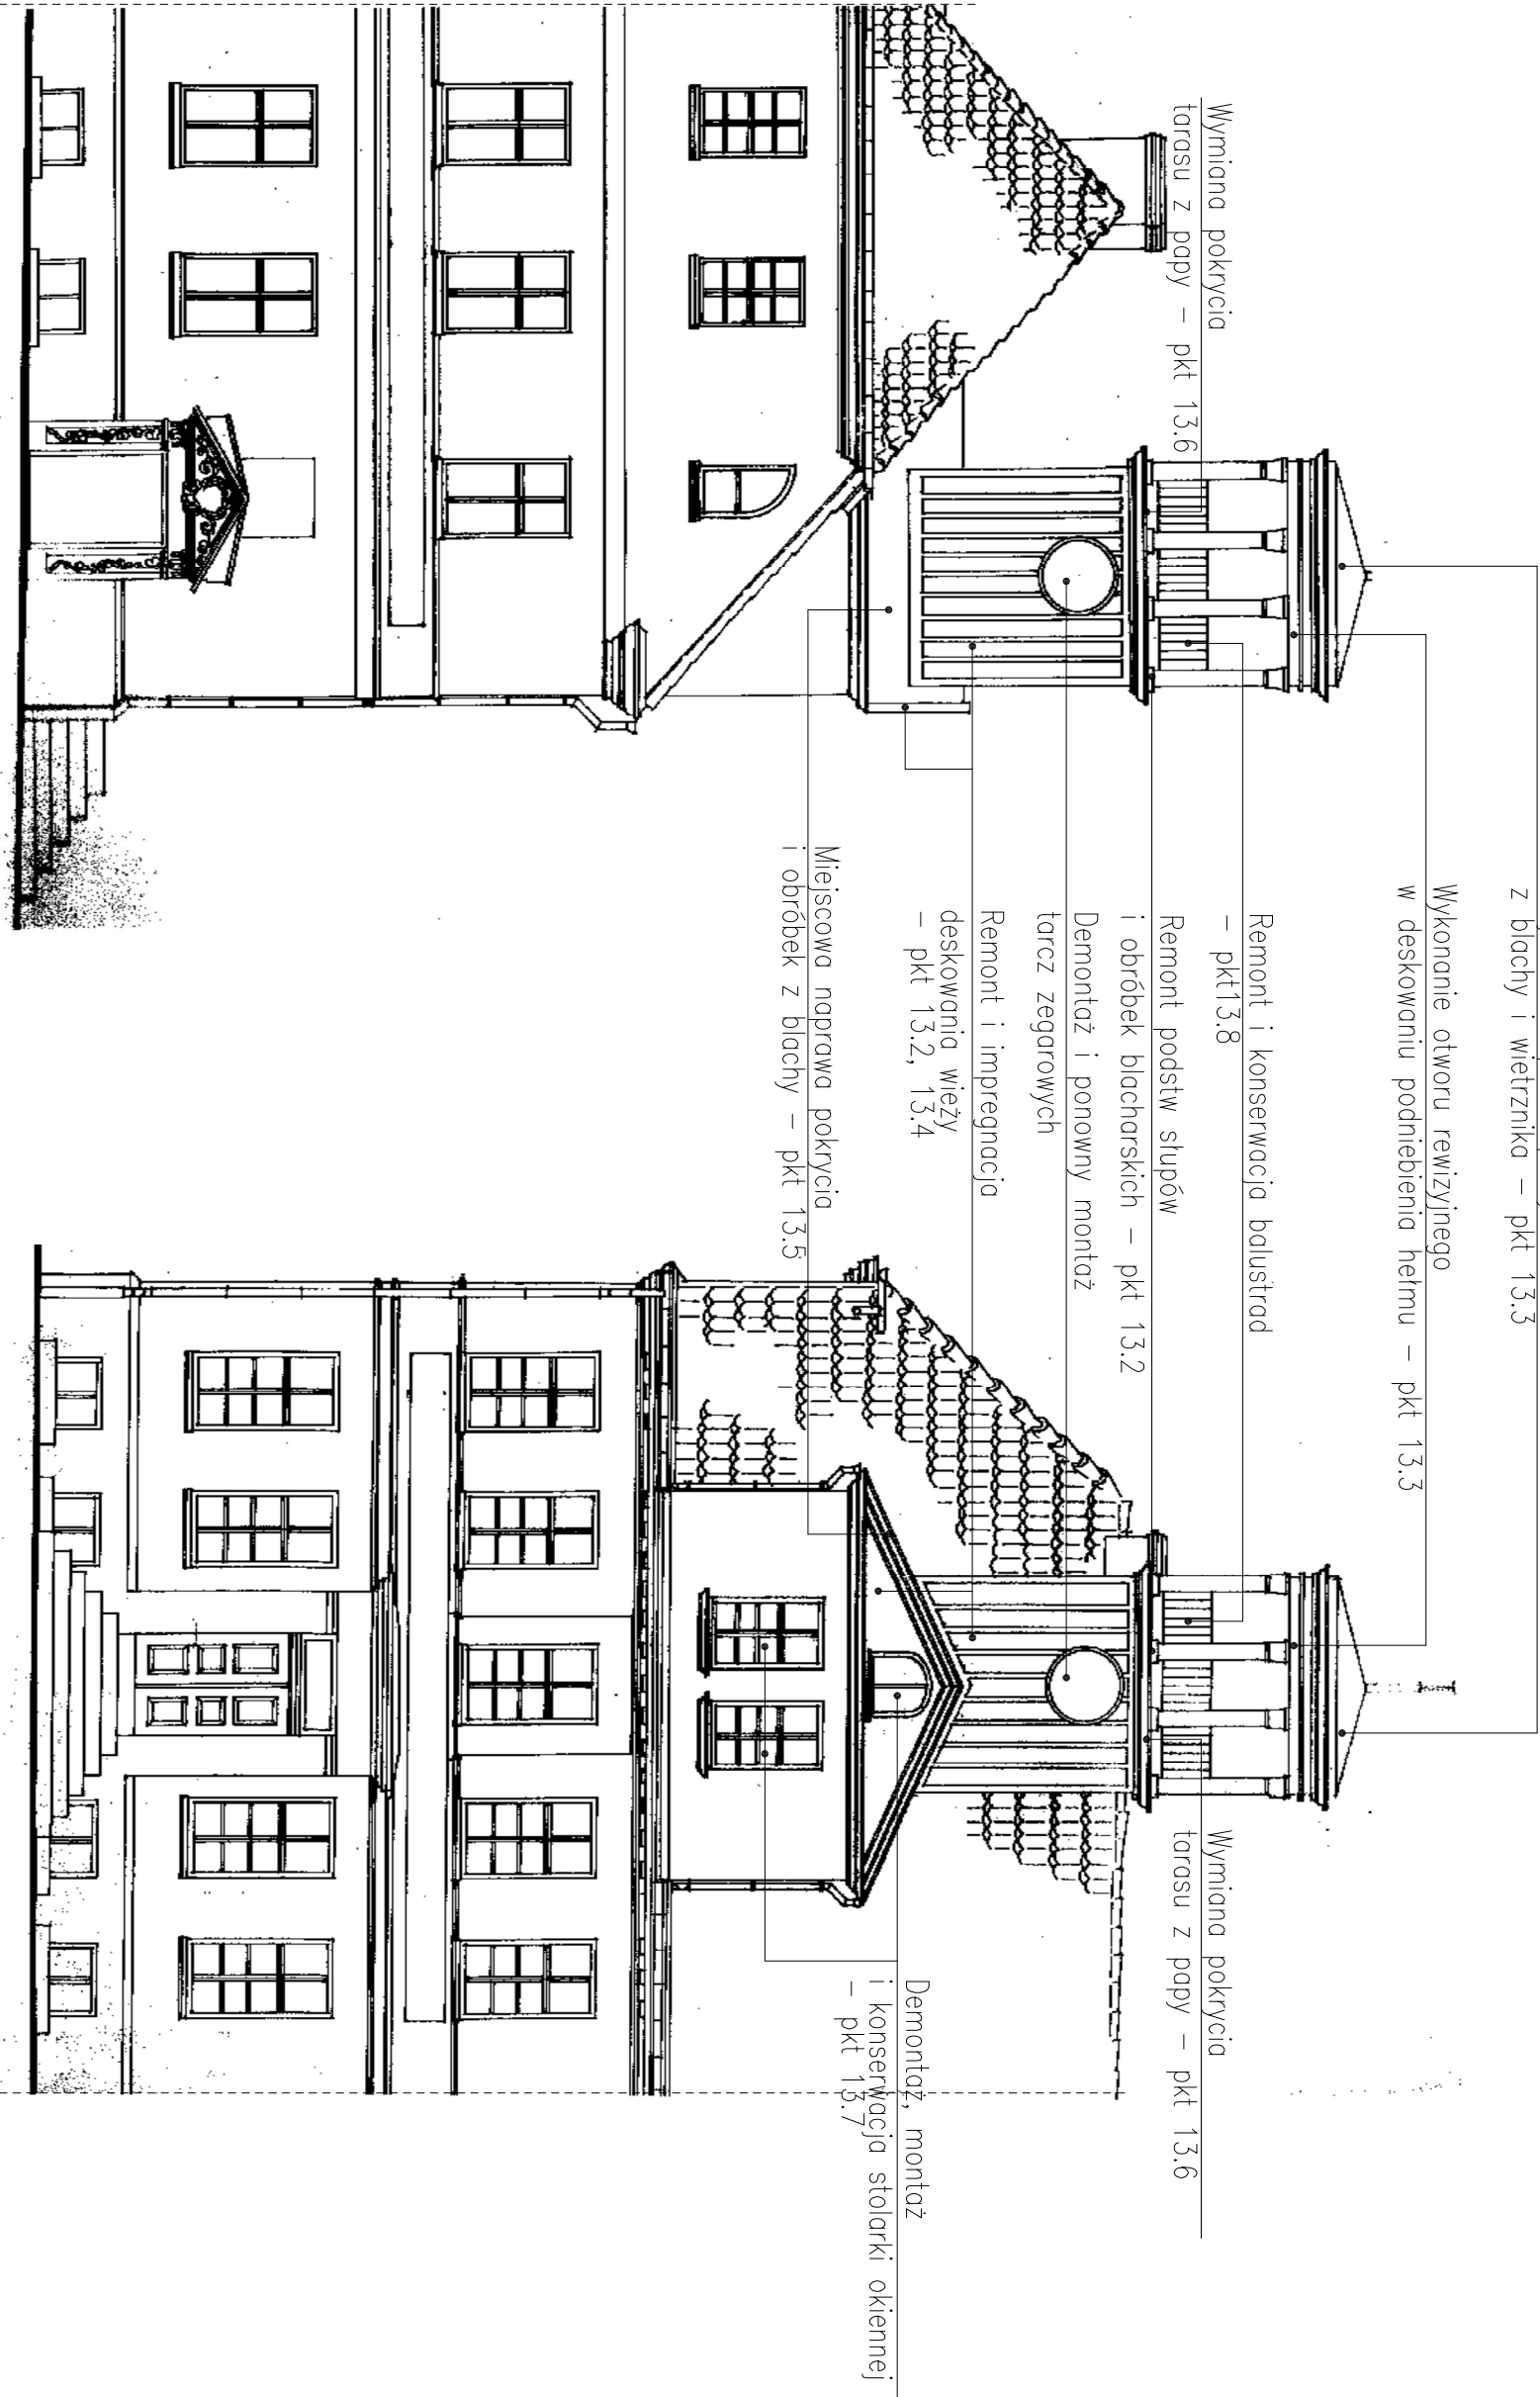 z blachy i wietrznika – pkt 13.3
Wykonanie otworu rewizyjnego
w deskowaniu podniebienia hełmu – pkt 13.3
Wymiana pokrycia
tarasu z papy – pkt 13.6
Remont i konserwacja balustrad
– pkt13.8
Wymiana pokrycia
tarasu z papy – pkt 13.6
Remont podstw słupów
i obróbek blacharskich – pkt 13.2
Demontaż i ponowny montaż
tarcz zegarowych
Remont i impregnacja
deskowania wieży
– pkt 13.2, 13.4
Demontaż, montaż
i konserwacja stolarki okiennej
– pkt 13.7
Miejscowa naprawa pokrycia
i obróbek z blachy – pkt 13.5